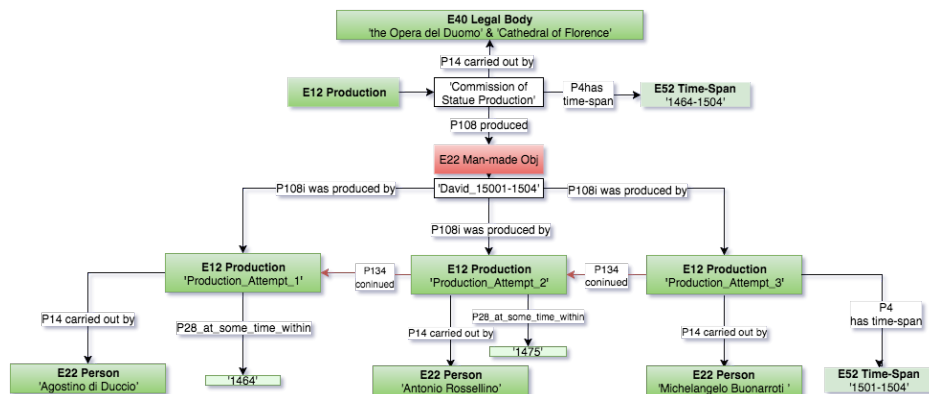 E40 Legal Body
'the Opera del Duomo' & 'Cathedral of Florence'
P14 carried out by
E12 Production
'Commission of
Statue Production'
P4has
time-span
E52 Time-Span
'1464-1504'
P108 produced
E22 Man-made Obj
'David_15001-1504'
P108i was produced by
P108i was produced by
P108i was produced by
E12 Production
'Production_Attempt_1'
P134
coninued
E12 Production
'Production_Attempt_2'
P134
coninued
E12 Production
'Production_Attempt_3'
P14 carried out by
P28_at_some_time_within
P14 carried out by
P28_at_some_time_within
P14 carried out by
P4
has time-span
E22 Person
'Agostino di Duccio'
'1464'
'1475'
E22 Person
'Antonio Rossellino'
E22 Person
'Michelangelo Buonarroti '
E52 Time-Span
'1501-1504'